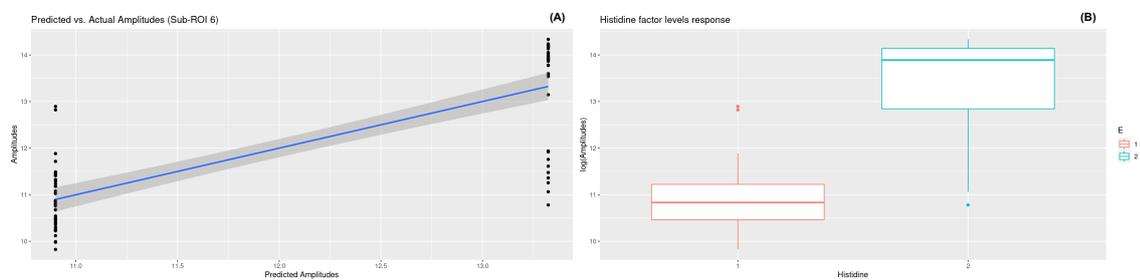 Predicted vs. Actual Amplitudes (Sub-ROI 6)
(A)
14
13
12
11
10
Amplitudes
11.0
11.5
12.0
12.5
13.0
Predicted Amplitudes
Histidine factor levels response
(B)
14
13
12
11
10
log(Amplitudes)
1
2
Histidine
E
1
2